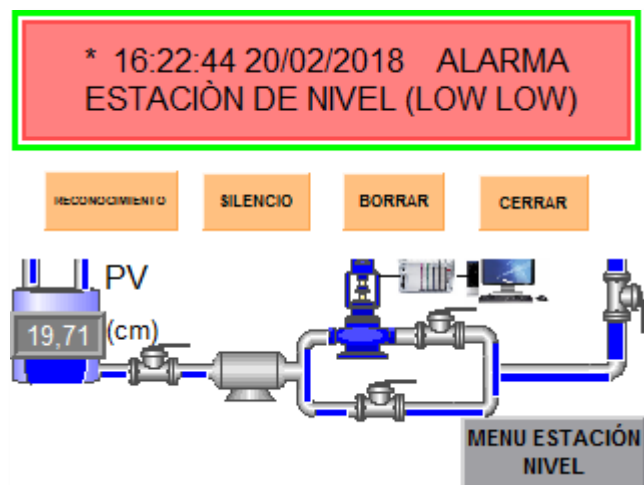 * 16:22:44 20/02/2018 ALARMA
ESTACIÒN DE NIVEL (LOW LOW)
RECONOCIMIENTO
SILENCIO
BORRAR
CERRAR
PV
19,71
(cm)
MENU ESTACIÓN
NIVEL